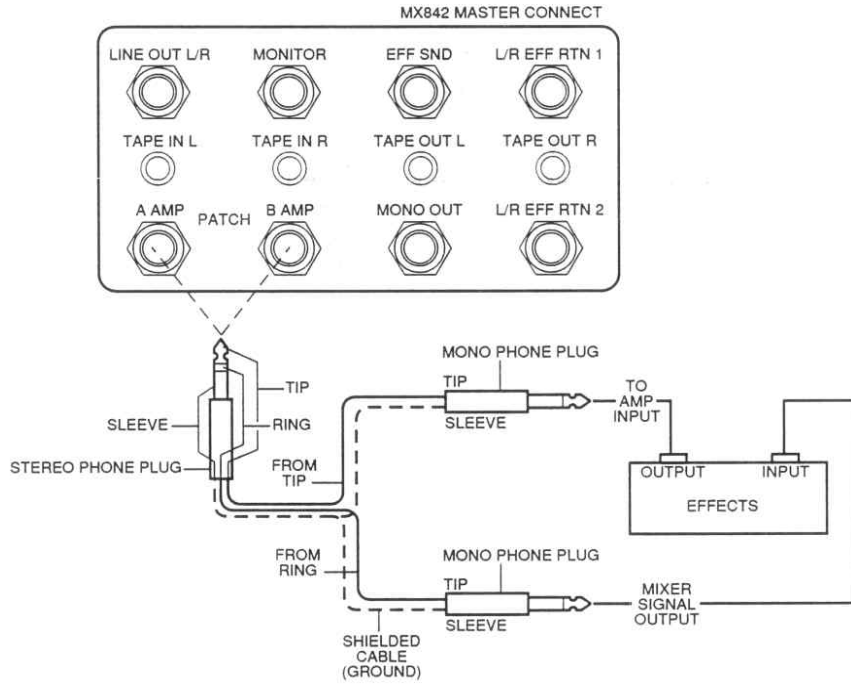 MX842 MASTER CONNECT
LINE OUT L/R
MONITOR
EFF SND
L/R EFF RTN 1
TAPE IN L
TAPE IN R
TAPE OUT L
TAPE OUT R
A AMP
PATCH
B AMP
MONO OUT
L/R EFF RTN 2
MONO PHONE PLUG
TIP
SLEEVE
TO
AMP
INPUT
TIP
SLEEVE
RING
STEREO PHONE PLUG
FROM
TIP
OUTPUT
INPUT
EFFECTS
FROM
RING
MONO PHONE PLUG
TIP
SLEEVE
MIXER
SIGNAL
OUTPUT
SHIELDED
CABLE
(GROUND)